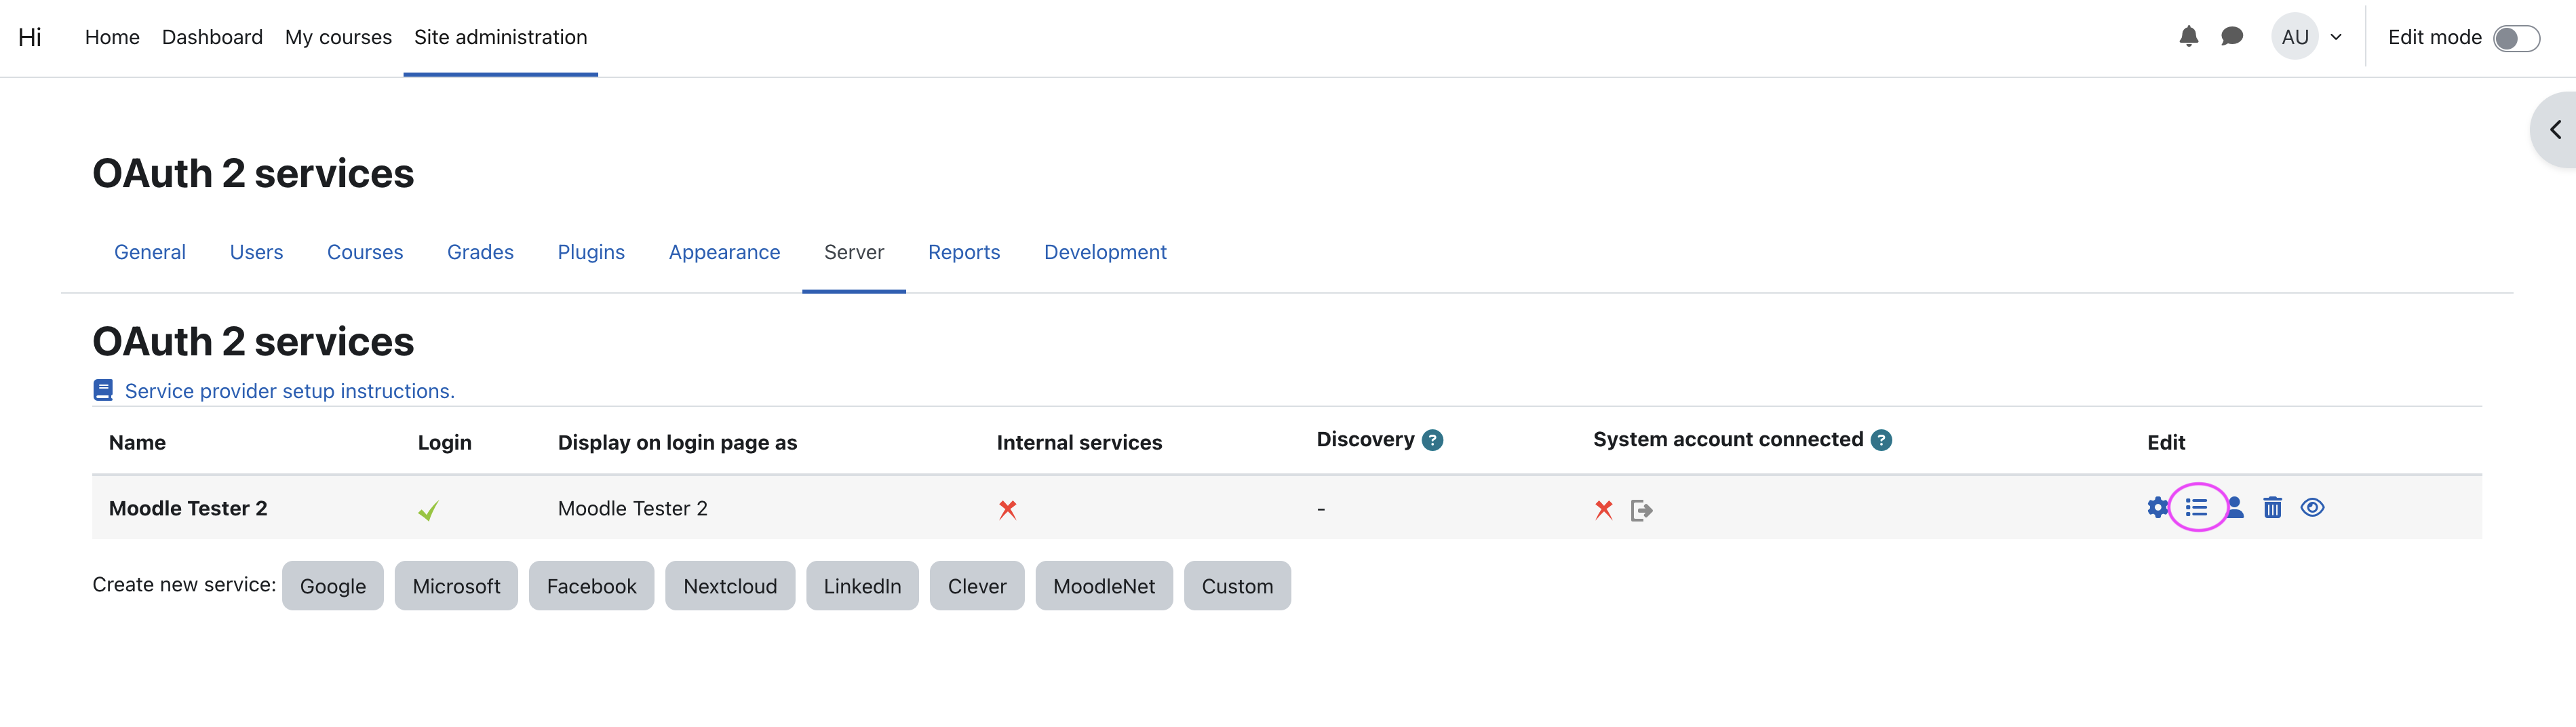 Hi Home Dashboard My courses Site administration AU Edit mode
OAuth 2 services
General Users Courses Grades Plugins Appearance Server Reports Development
OAuth 2 services
Service provider setup instructions.
Name Login Display on login page as Internal services Discovery ? System account connected ? Edit
Moodle Tester 2 Moodle Tester 2 -
Create new service: Google Microsoft Facebook Nextcloud LinkedIn Clever MoodleNet Custom